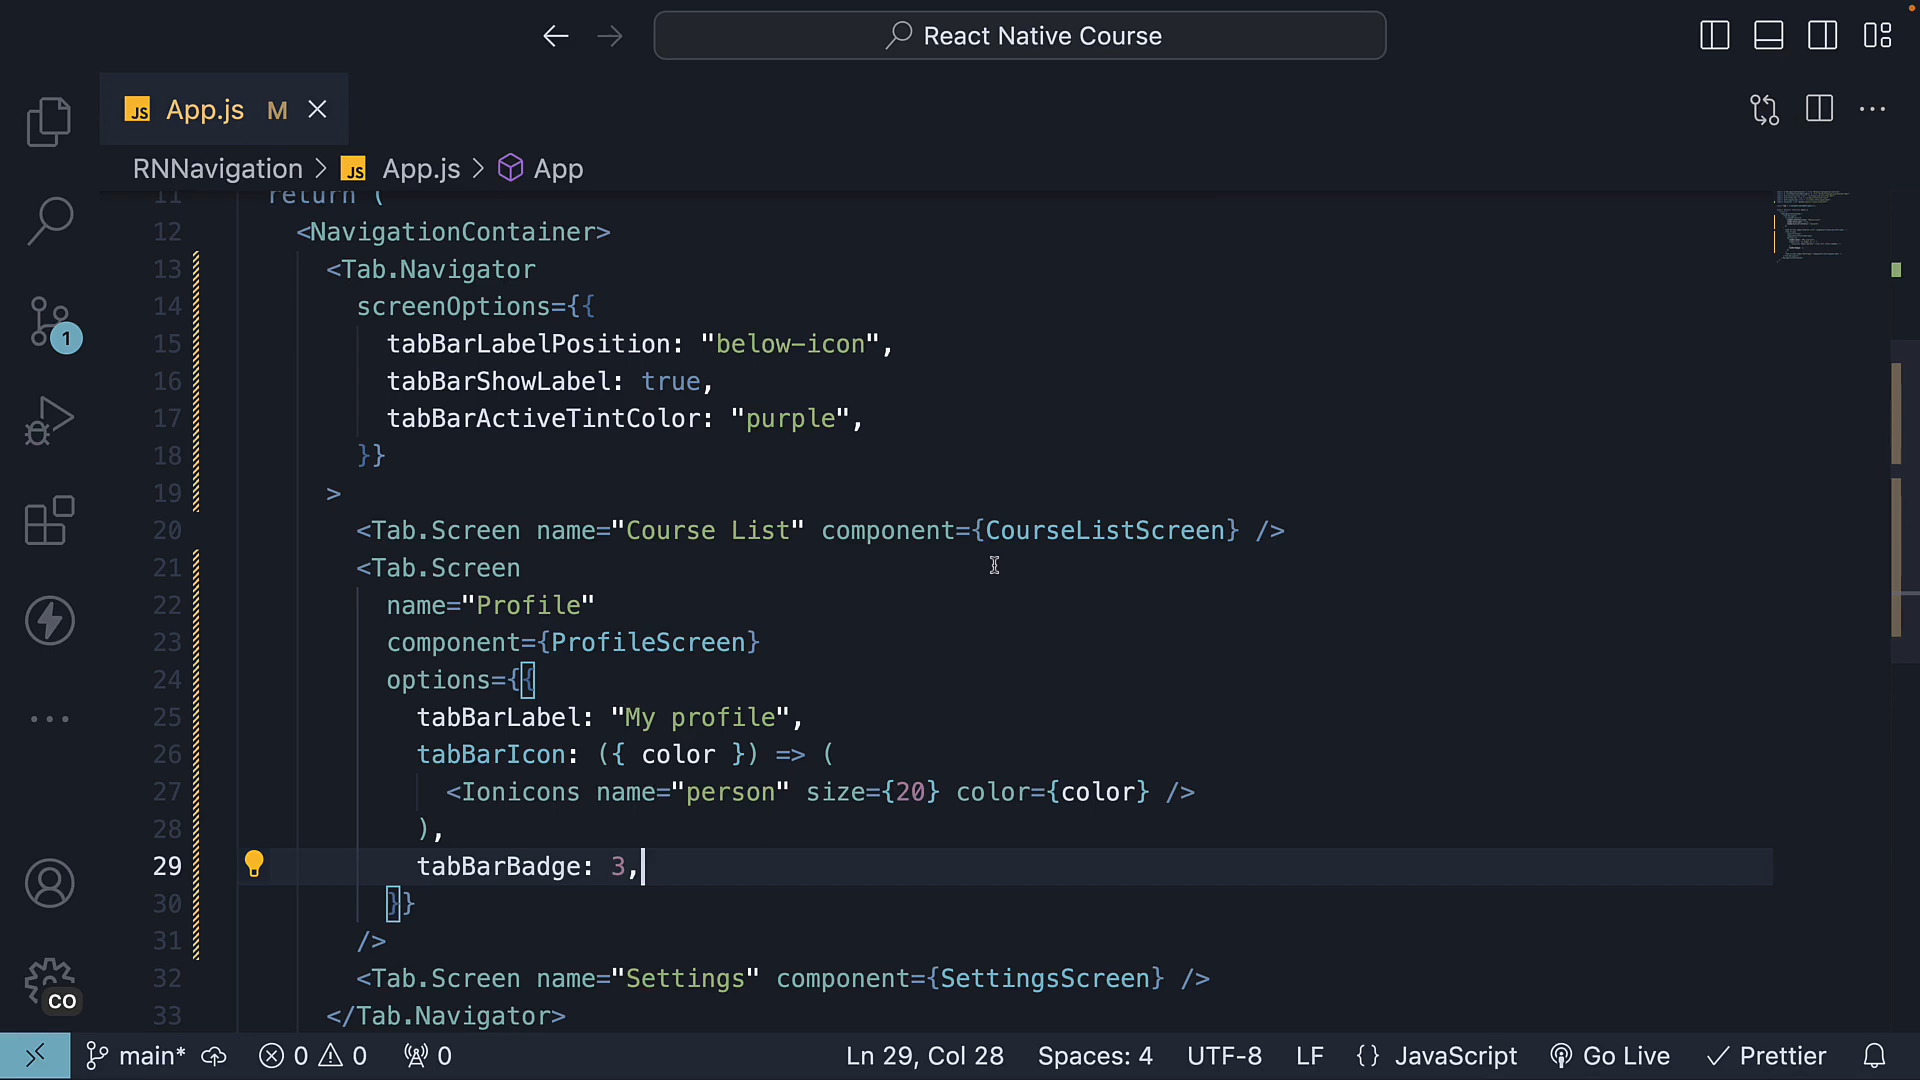 React Native Course
JS App.js M
RNNavigation > JS App.js > App
11 return (
12 <NavigationContainer>
13 <Tab.Navigator
14 screenOptions={{
15 tabBarLabelPosition: "below-icon",
16 tabBarShowLabel: true,
17 tabBarActiveTintColor: "purple",
18 }}
19 >
20 <Tab.Screen name="Course List" component={CourseListScreen} />
21 <Tab.Screen
22 name="Profile"
23 component={ProfileScreen}
24 options={{
25 tabBarLabel: "My profile",
26 tabBarIcon: ({ color }) => (
27 <Ionicons name="person" size={20} color={color} />
28 ),
29 tabBarBadge: 3,
30 }}
31 />
32 <Tab.Screen name="Settings" component={SettingsScreen} />
33 </Tab.Navigator>
1
CO
main* 0 0 0 Ln 29, Col 28 Spaces: 4 UTF-8 LF {} JavaScript Go Live Prettier